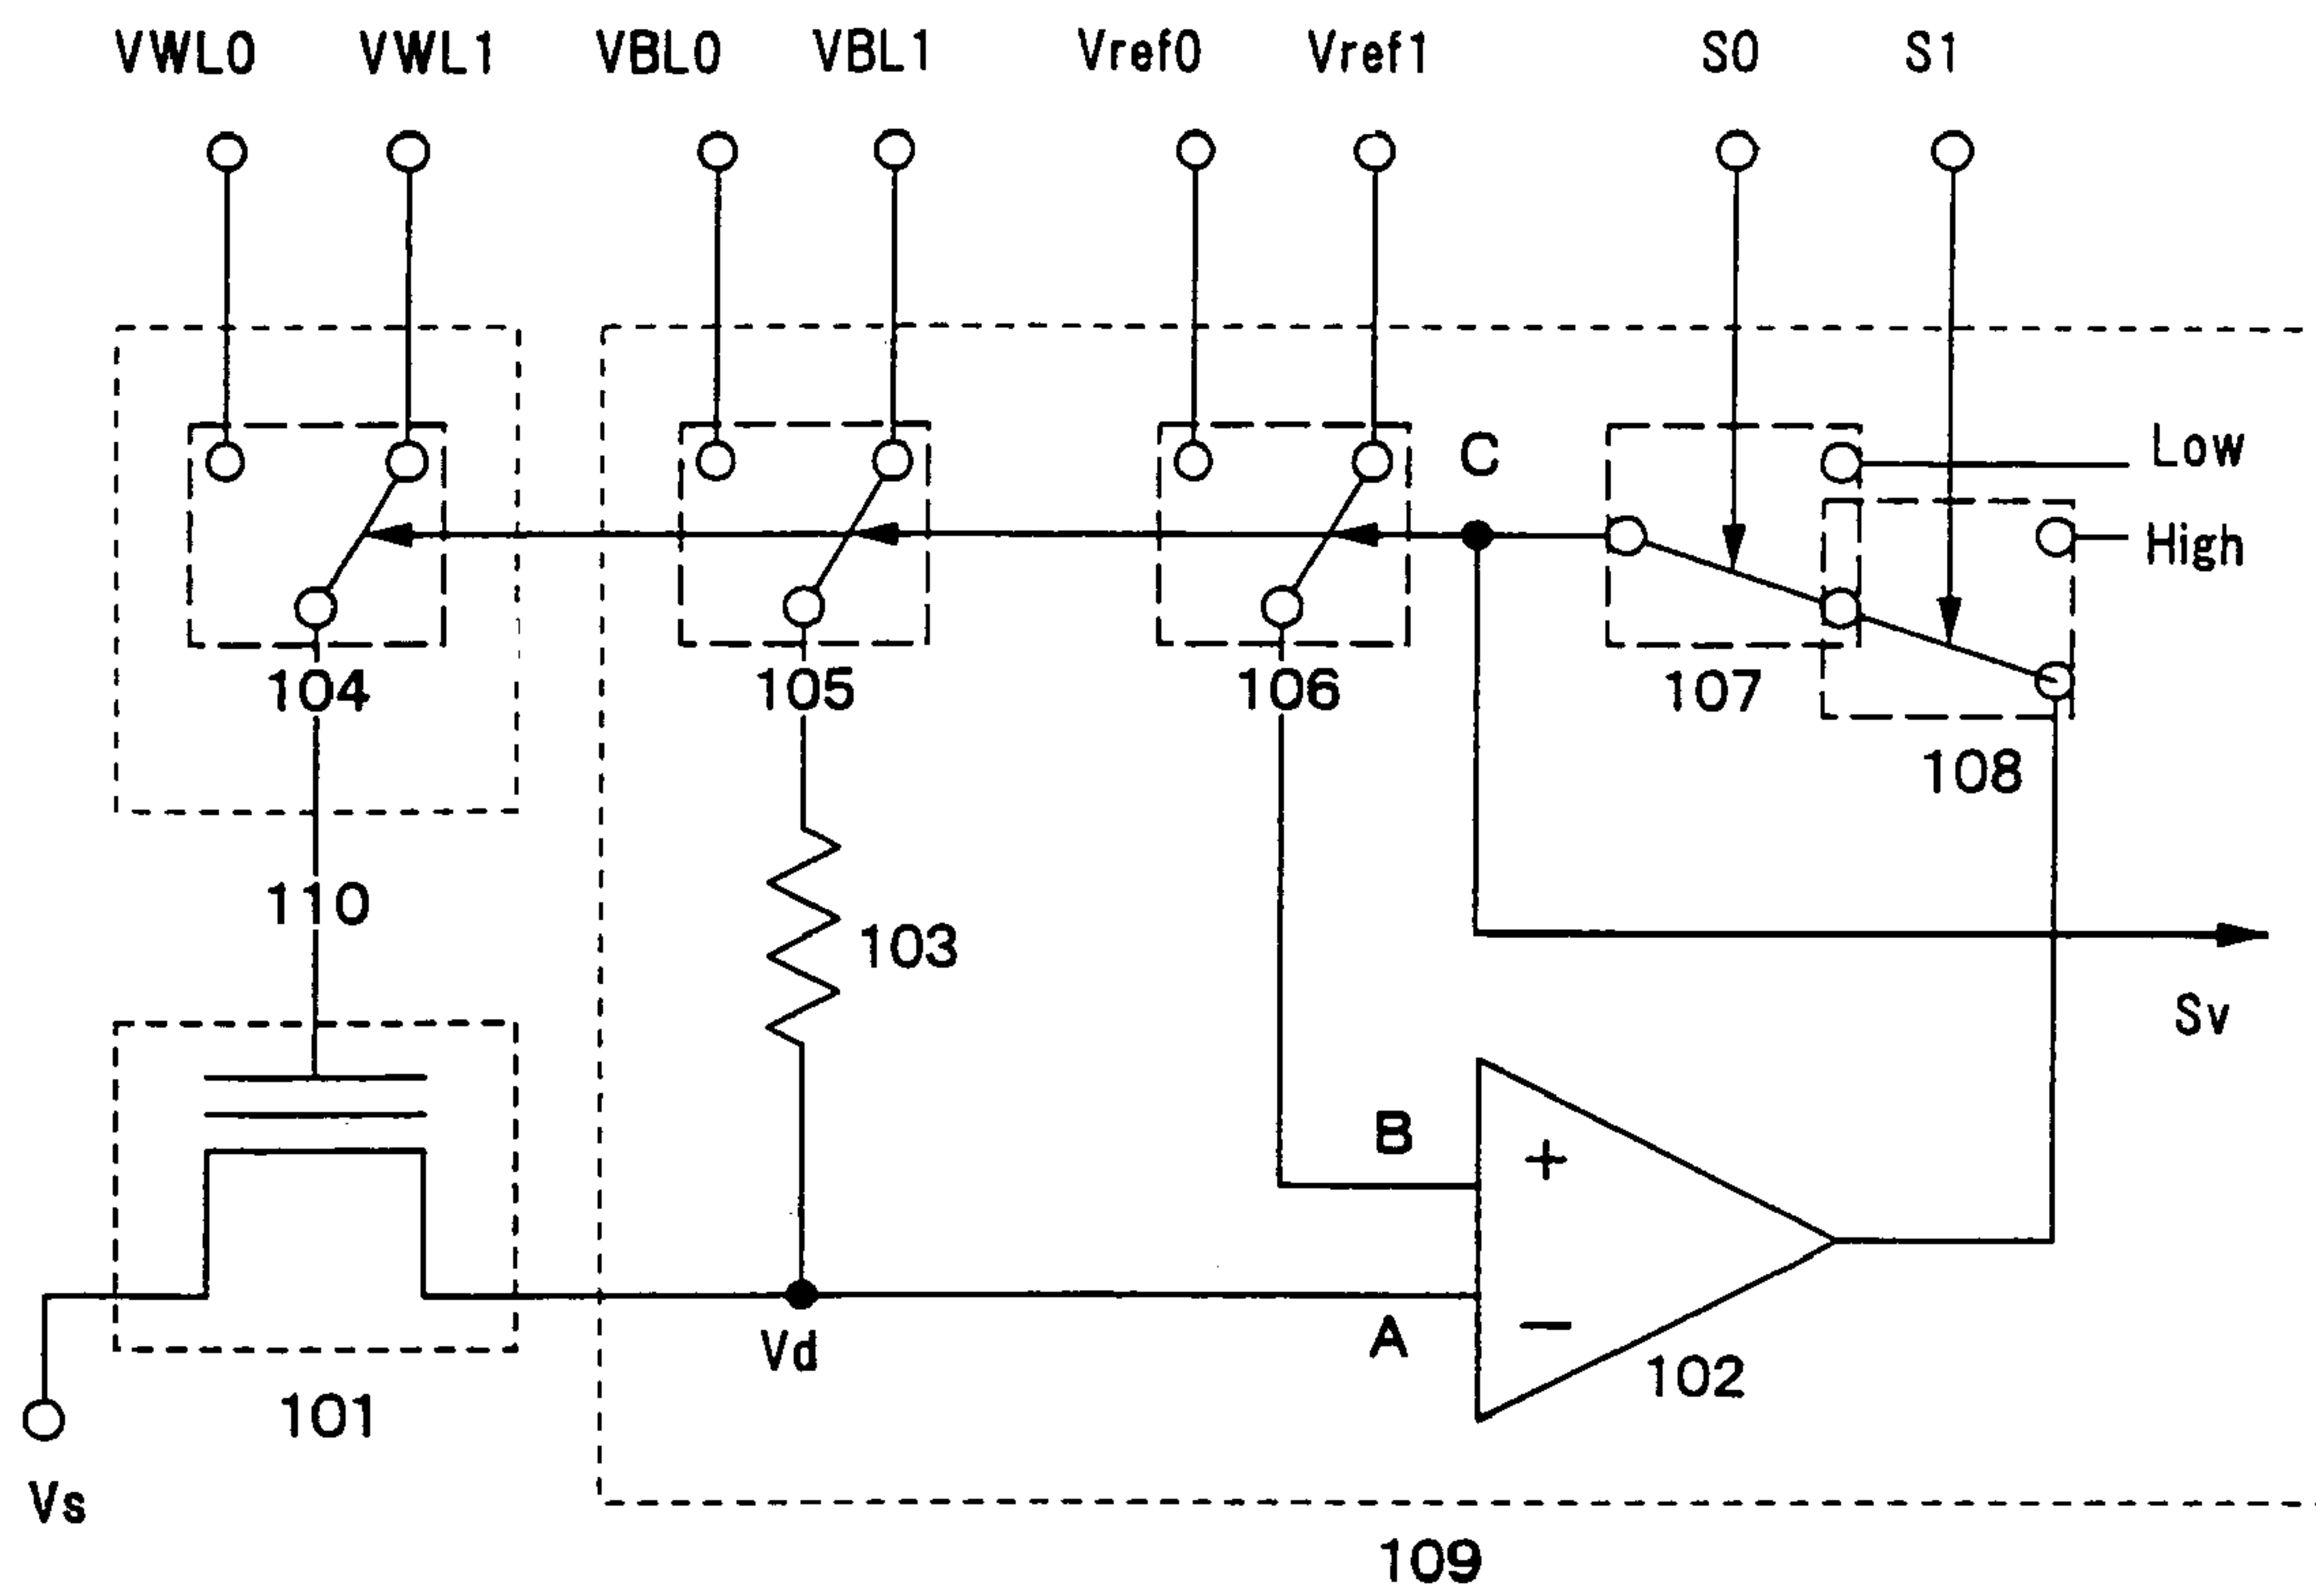 VWL0 VWL1 VBL0 VBL1 Vref0 Vref1 S0 S1
C
Low
High
104
105
106
107
108
110
103
Sv
B
+
A
−
Vd
102
101
Vs
109